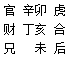 官 辛卯 虎
财 丁亥 合
兄 未 后